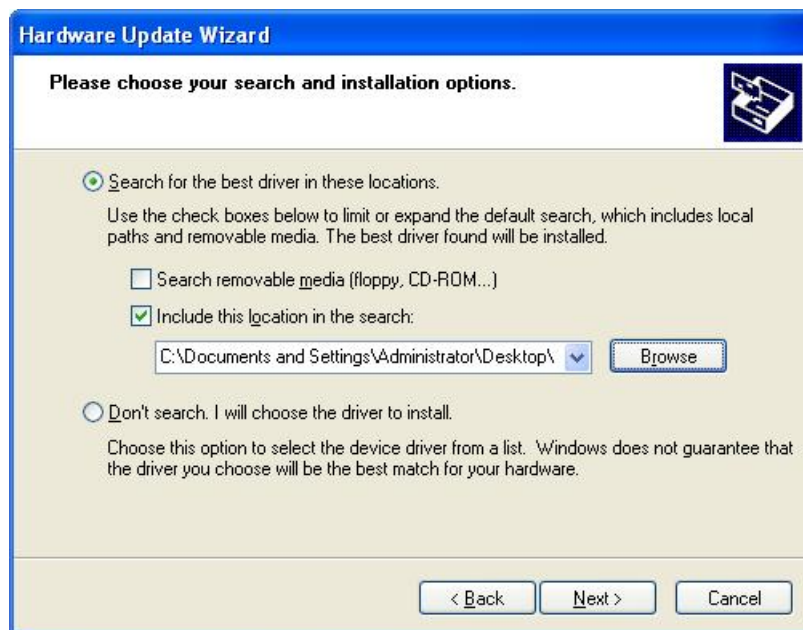 Hardware Update Wizard
Please choose your search and installation options.
Search for the best driver in these locations.
Use the check boxes below to limit or expand the default search, which includes local
paths and removable media. The best driver found will be installed.
Search removable media (floppy, CD-ROM...)
Include this location in the search:
C:\Documents and Settings\Administrator\Desktop\
Browse
Don't search. I will choose the driver to install.
Choose this option to select the device driver from a list. Windows does not guarantee that
the driver you choose will be the best match for your hardware.
< Back
Next >
Cancel